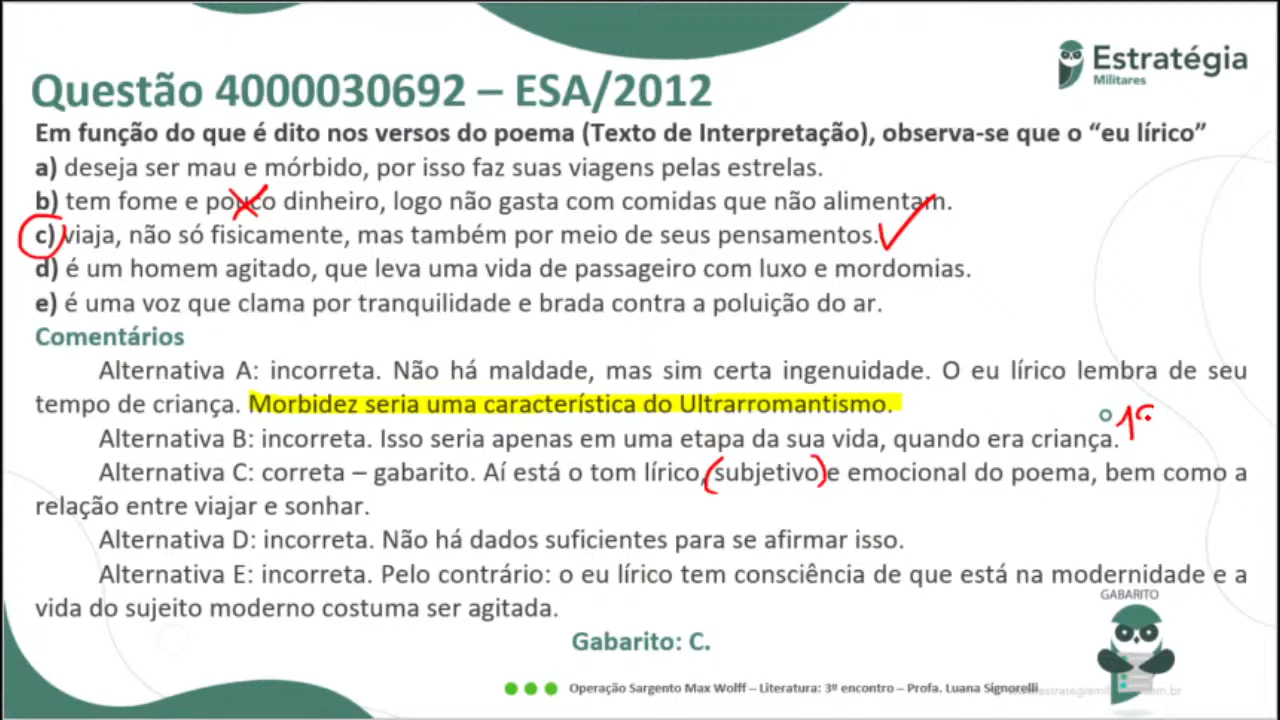 Estratégia
Militares
Questão 4000030692 – ESA/2012
Em função do que é dito nos versos do poema (Texto de Interpretação), observa-se que o “eu lírico”
a) deseja ser mau e mórbido, por isso faz suas viagens pelas estrelas.
b) tem fome e pouco dinheiro, logo não gasta com comidas que não alimentam.
c) viaja, não só fisicamente, mas também por meio de seus pensamentos.
d) é um homem agitado, que leva uma vida de passageiro com luxo e mordomias.
e) é uma voz que clama por tranquilidade e brada contra a poluição do ar.
Comentários
Alternativa A: incorreta. Não há maldade, mas sim certa ingenuidade. O eu lírico lembra de seu
tempo de criança. Morbidez seria uma característica do Ultrarromantismo.
Alternativa B: incorreta. Isso seria apenas em uma etapa da sua vida, quando era criança.
Alternativa C: correta – gabarito. Aí está o tom lírico, (subjetivo) e emocional do poema, bem como a
relação entre viajar e sonhar.
Alternativa D: incorreta. Não há dados suficientes para se afirmar isso.
Alternativa E: incorreta. Pelo contrário: o eu lírico tem consciência de que está na modernidade e a
vida do sujeito moderno costuma ser agitada.
GABARITO
Gabarito: C.
Operação Sargento Max Wolff – Literatura: 3º encontro – Profa. Luana Signorelli